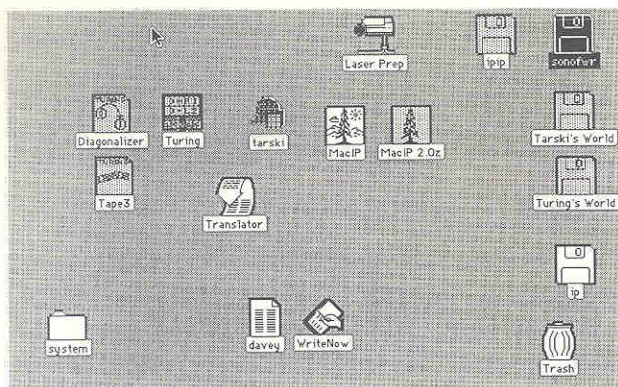 Laser Prep
ipip
sonofwr
Diagonalizer
Turing
tarski
MacIP
MacIP 2.0z
Tarski's World
Tape3
Translator
Turing's World
ip
system
davey
WriteNow
Trash